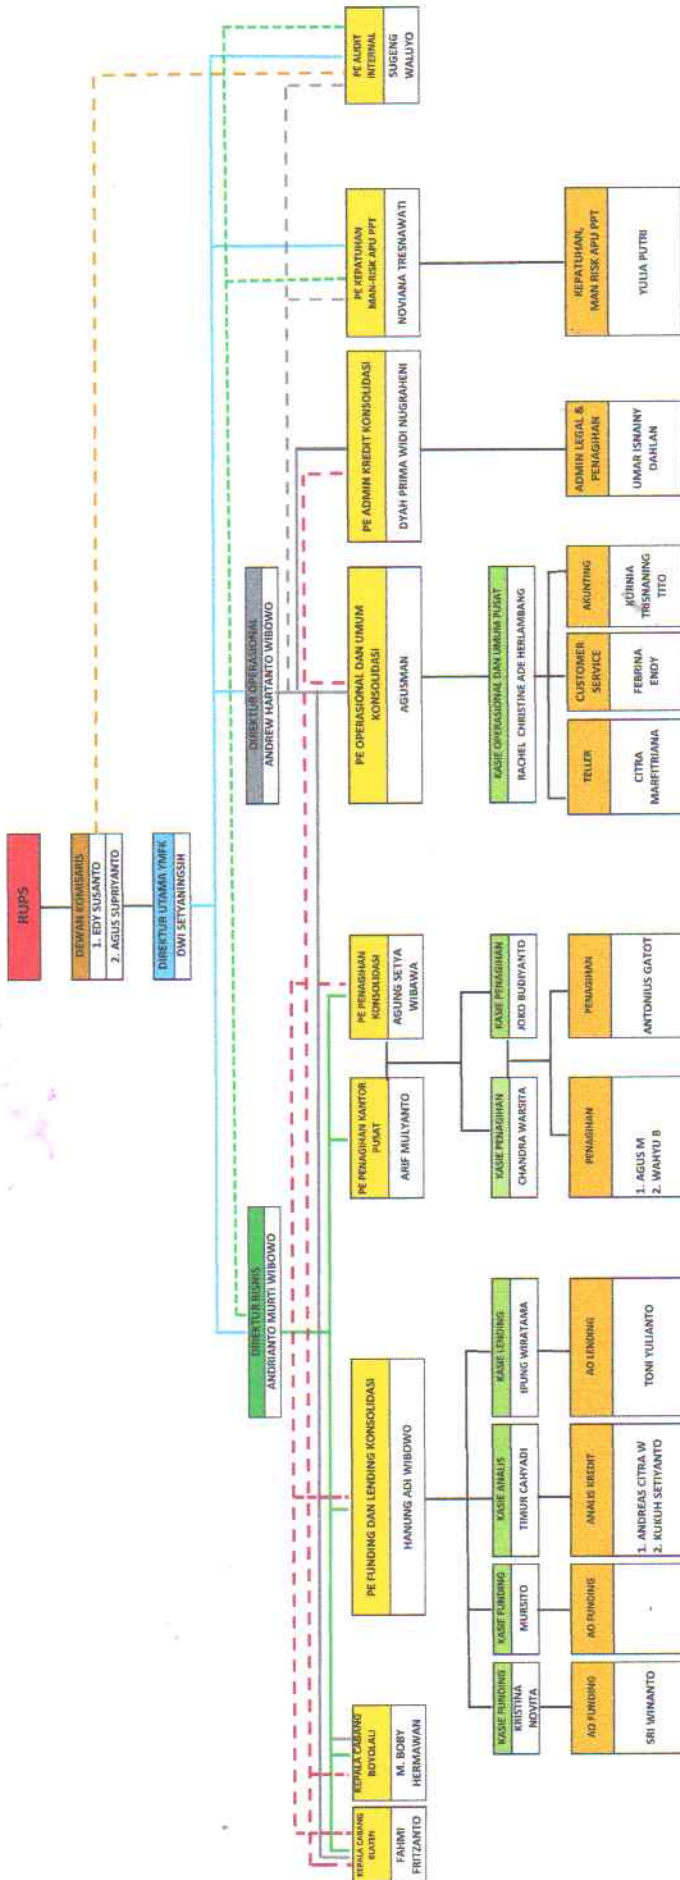 RUPS
DEWAN KOMISARIS
1. EDY SUSANTO
2. AGUS SUPRIYANTO
DIREKTUR UTAMA YMFK
DWI SETYANINGSIH
DIREKTUR BISNIS
ANDRIANTO MURTI WIBOWO
DIREKTUR OPERASIONAL
ANDREW HARTANTO WIBOWO
KEPALA CABANG
KLATEN
FAHMI
FRITZANTO
KEPALA CABANG
BOYOLALI
M. BOBY
HERMAWAN
PE FUNDING DAN LENDING KONSOLIDASI
HANUNG ADI WIBOWO
PE PENAGIHAN KANTOR
PUSAT
ARIF MULYANTO
PE PENAGIHAN
KONSOLIDASI
AGUNG SETYA
WIBAWA
PE OPERASIONAL DAN UMUM
KONSOLIDASI
AGUSMAN
PE ADMIN KREDIT KONSOLIDASI
DYAH PRIMA WIDI NUGRAHENI
PE KEPATUHAN
MAN-RISK APU PPT
NOVIANA TRESNAWATI
PE AUDIT
INTERNAL
SUGENG
WALUYO
KASIE FUNDING
KRISTINA
NOVITA
KASIE FUNDING
MURSITO
KASIE ANALIS
TIMUR CAHYADI
KASIE LENDING
IPUNG WIRATAMA
KASIE PENAGIHAN
CHANDRA WARSITA
KASIE PENAGIHAN
JOKO BUDIYANTO
KASIE OPERASIONAL DAN UMUM PUSAT
RACHEL CHRISTINE ADE HERLAMBANG
AO FUNDING
SRI WINANTO
AO FUNDING
-
ANALIS KREDIT
1. ANDREAS CITRA W
2. KUKUH SETIYANTO
AO LENDING
TONI YULIANTO
PENAGIHAN
1. AGUS M
2. WAHYU B
PENAGIHAN
ANTONIUS GATOT
TELLER
CITRA
MARFITRIANA
CUSTOMER
SERVICE
FEBRINA
ENDY
AKUNTING
KURNIA
TRISNANING
TITO
ADMIN LEGAL &
PENAGIHAN
UMAR ISNAINY
DAHLAN
KEPATUHAN,
MAN RISK APU PPT
YULIA PUTRI